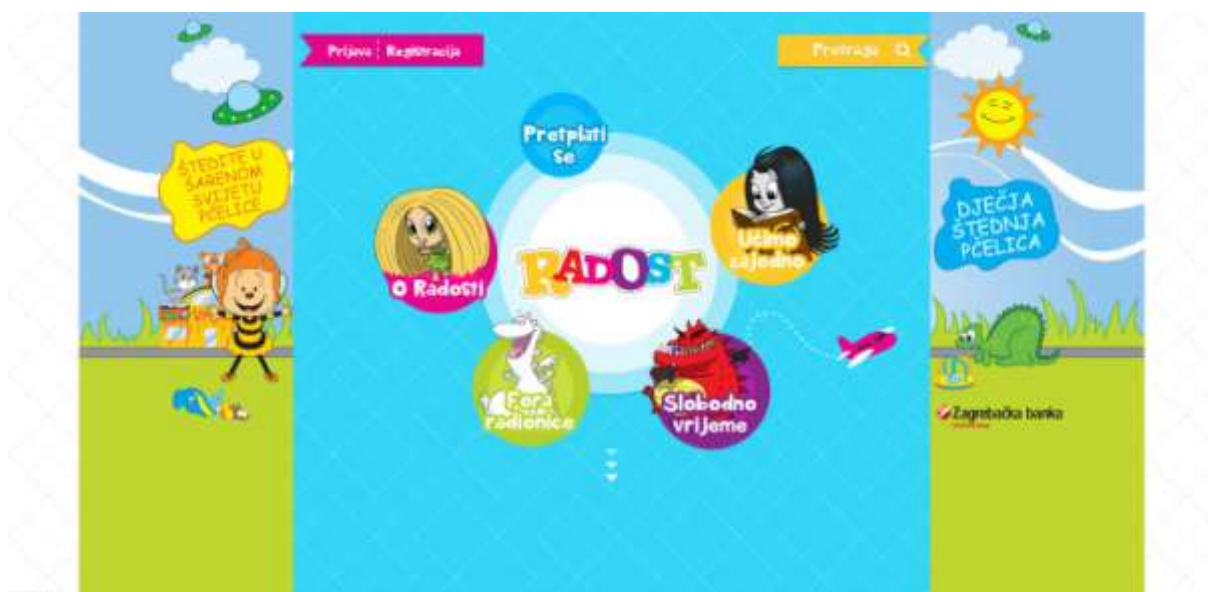 Prijava Registracija
Pretraga
Pretplati
se
ŠTEDITE U
ŠARENOM
SVIJETU
PČELICE
Učimo
zajedno
DJEČJA
ŠTEDNJA
PČELICA
O Radosti
RADOST
Fora
radionice
Slobodno
vrijeme
Zagrebačka banka